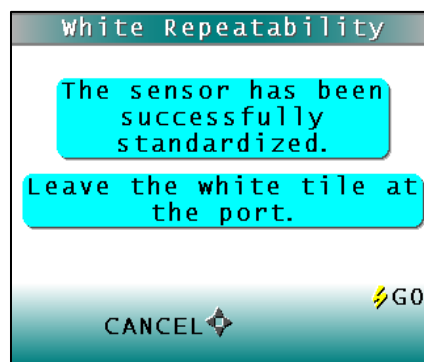 White Repeatability
The sensor has been
successfully
standardized.
Leave the white tile at
the port.
GO
CANCEL